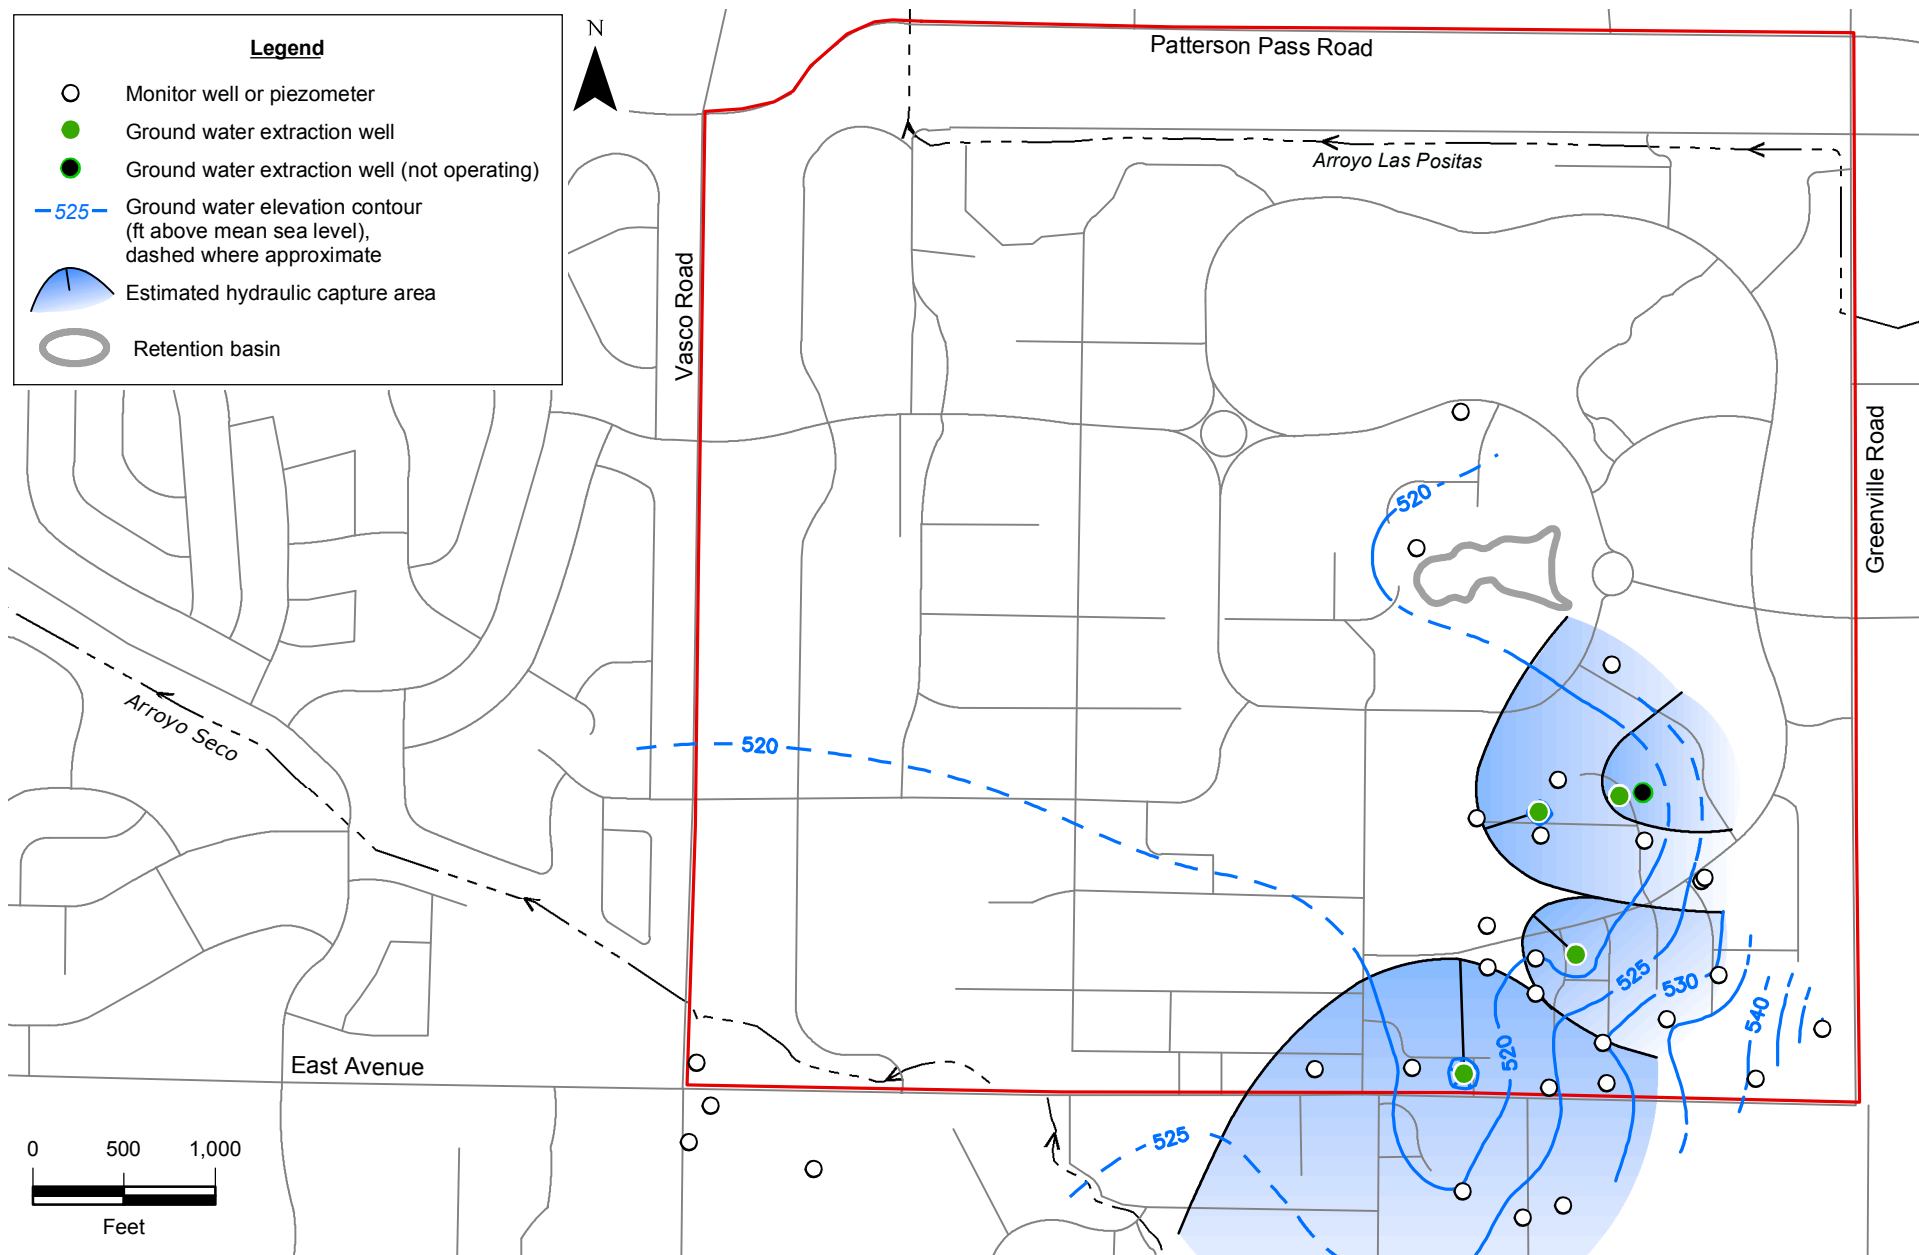 Legend
Monitor well or piezometer
Ground water extraction well
Ground water extraction well (not operating)
525
Ground water elevation contour
(ft above mean sea level),
dashed where approximate
Estimated hydraulic capture area
Retention basin
N
Patterson Pass Road
Arroyo Las Positas
Vasco Road
Greenville Road
520
Arroyo Seco
520
525
530
540
520
East Avenue
525
0 500 1,000
Feet